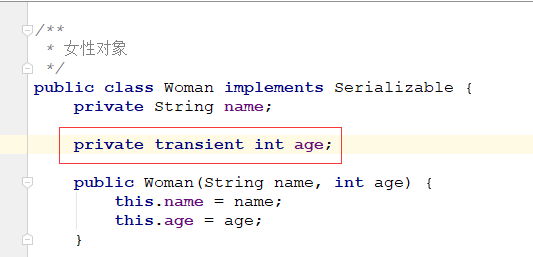 /**
 * 女性对象
 */
public class Woman implements Serializable {
    private String name;
    private transient int age;
    public Woman(String name, int age) {
        this.name = name;
        this.age = age;
    }